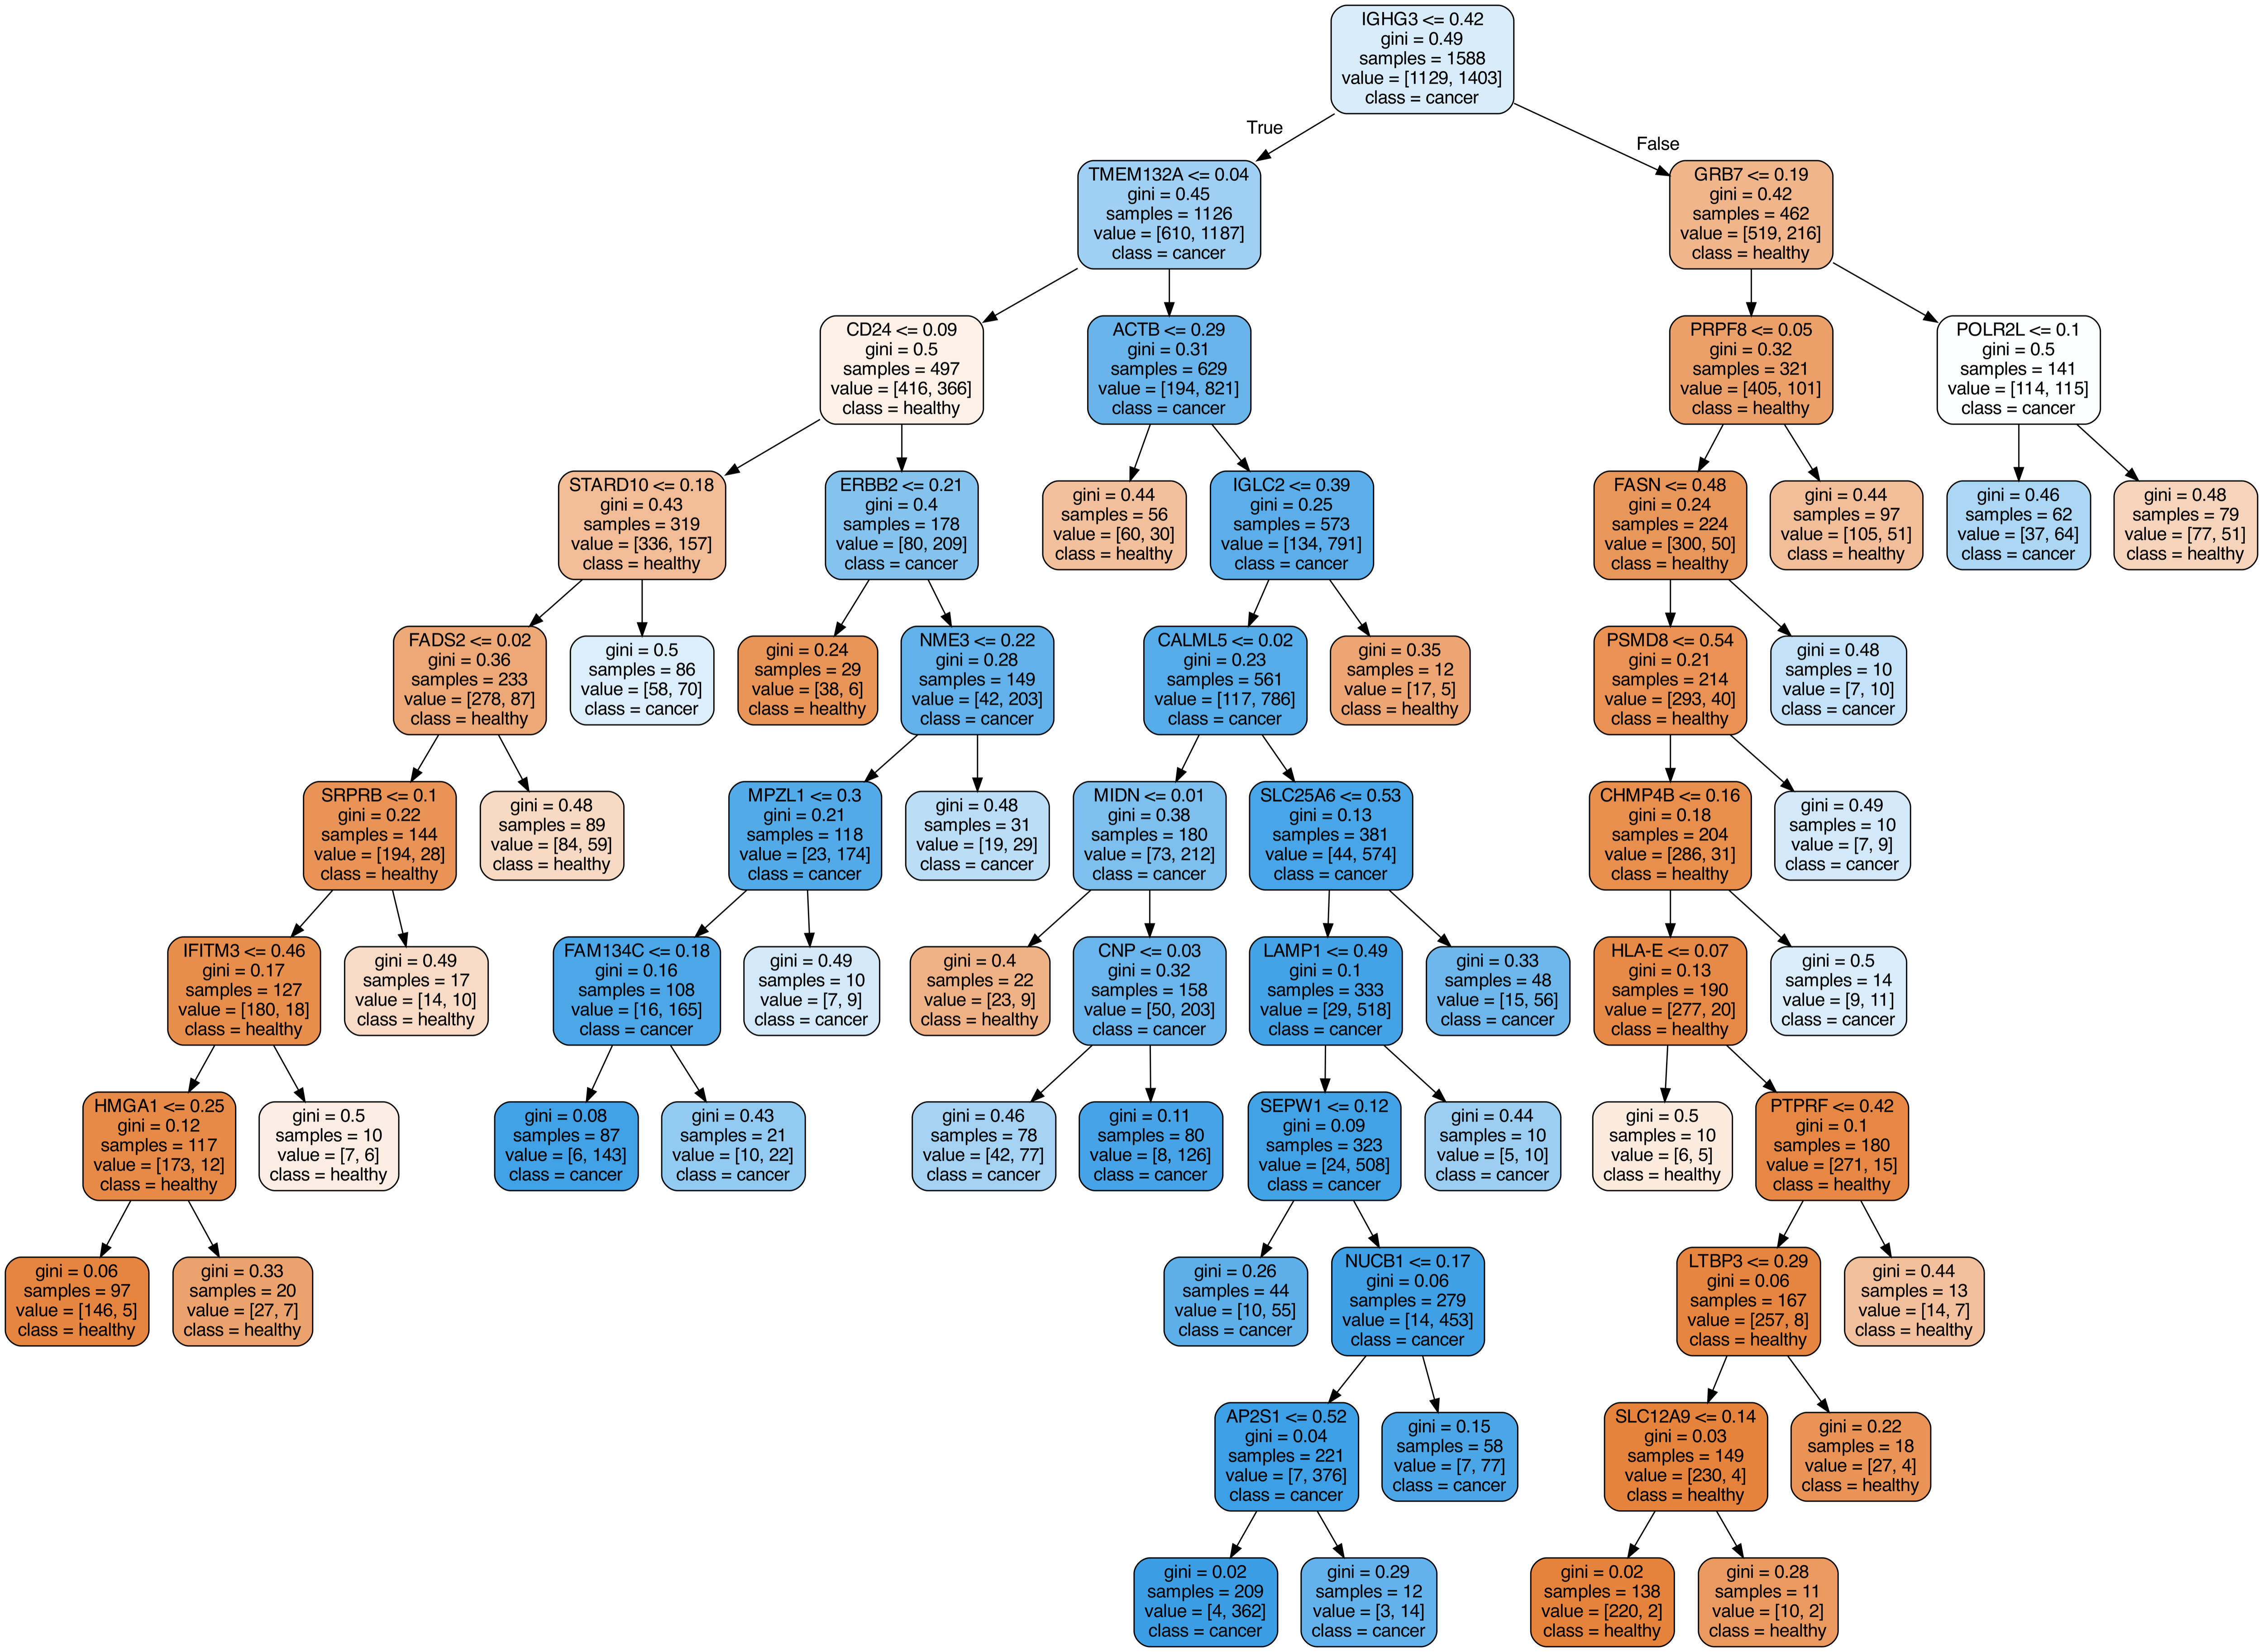 IGHG3 <= 0.42
gini = 0.49
samples = 1588
value = [1129, 1403]
class = cancer
True
False
TMEM132A <= 0.04
gini = 0.45
samples = 1126
value = [610, 1187]
class = cancer
GRB7 <= 0.19
gini = 0.42
samples = 462
value = [519, 216]
class = healthy
CD24 <= 0.09
gini = 0.5
samples = 497
value = [416, 366]
class = healthy
ACTB <= 0.29
gini = 0.31
samples = 629
value = [194, 821]
class = cancer
PRPF8 <= 0.05
gini = 0.32
samples = 321
value = [405, 101]
class = healthy
POLR2L <= 0.1
gini = 0.5
samples = 141
value = [114, 115]
class = cancer
STARD10 <= 0.18
gini = 0.43
samples = 319
value = [336, 157]
class = healthy
ERBB2 <= 0.21
gini = 0.4
samples = 178
value = [80, 209]
class = cancer
gini = 0.44
samples = 56
value = [60, 30]
class = healthy
IGLC2 <= 0.39
gini = 0.25
samples = 573
value = [134, 791]
class = cancer
FASN <= 0.48
gini = 0.24
samples = 224
value = [300, 50]
class = healthy
gini = 0.44
samples = 97
value = [105, 51]
class = healthy
gini = 0.46
samples = 62
value = [37, 64]
class = cancer
gini = 0.48
samples = 79
value = [77, 51]
class = healthy
FADS2 <= 0.02
gini = 0.36
samples = 233
value = [278, 87]
class = healthy
gini = 0.5
samples = 86
value = [58, 70]
class = cancer
gini = 0.24
samples = 29
value = [38, 6]
class = healthy
NME3 <= 0.22
gini = 0.28
samples = 149
value = [42, 203]
class = cancer
CALML5 <= 0.02
gini = 0.23
samples = 561
value = [117, 786]
class = cancer
gini = 0.35
samples = 12
value = [17, 5]
class = healthy
PSMD8 <= 0.54
gini = 0.21
samples = 214
value = [293, 40]
class = healthy
gini = 0.48
samples = 10
value = [7, 10]
class = cancer
SRPRB <= 0.1
gini = 0.22
samples = 144
value = [194, 28]
class = healthy
gini = 0.48
samples = 89
value = [84, 59]
class = healthy
MPZL1 <= 0.3
gini = 0.21
samples = 118
value = [23, 174]
class = cancer
gini = 0.48
samples = 31
value = [19, 29]
class = cancer
MIDN <= 0.01
gini = 0.38
samples = 180
value = [73, 212]
class = cancer
SLC25A6 <= 0.53
gini = 0.13
samples = 381
value = [44, 574]
class = cancer
CHMP4B <= 0.16
gini = 0.18
samples = 204
value = [286, 31]
class = healthy
gini = 0.49
samples = 10
value = [7, 9]
class = cancer
IFITM3 <= 0.46
gini = 0.17
samples = 127
value = [180, 18]
class = healthy
gini = 0.49
samples = 17
value = [14, 10]
class = healthy
FAM134C <= 0.18
gini = 0.16
samples = 108
value = [16, 165]
class = cancer
gini = 0.49
samples = 10
value = [7, 9]
class = cancer
gini = 0.4
samples = 22
value = [23, 9]
class = healthy
CNP <= 0.03
gini = 0.32
samples = 158
value = [50, 203]
class = cancer
LAMP1 <= 0.49
gini = 0.1
samples = 333
value = [29, 518]
class = cancer
gini = 0.33
samples = 48
value = [15, 56]
class = cancer
HLA-E <= 0.07
gini = 0.13
samples = 190
value = [277, 20]
class = healthy
gini = 0.5
samples = 14
value = [9, 11]
class = cancer
HMGA1 <= 0.25
gini = 0.12
samples = 117
value = [173, 12]
class = healthy
gini = 0.5
samples = 10
value = [7, 6]
class = healthy
gini = 0.08
samples = 87
value = [6, 143]
class = cancer
gini = 0.43
samples = 21
value = [10, 22]
class = cancer
gini = 0.46
samples = 78
value = [42, 77]
class = cancer
gini = 0.11
samples = 80
value = [8, 126]
class = cancer
SEPW1 <= 0.12
gini = 0.09
samples = 323
value = [24, 508]
class = cancer
gini = 0.44
samples = 10
value = [5, 10]
class = cancer
gini = 0.5
samples = 10
value = [6, 5]
class = healthy
PTPRF <= 0.42
gini = 0.1
samples = 180
value = [271, 15]
class = healthy
gini = 0.06
samples = 97
value = [146, 5]
class = healthy
gini = 0.33
samples = 20
value = [27, 7]
class = healthy
gini = 0.26
samples = 44
value = [10, 55]
class = cancer
NUCB1 <= 0.17
gini = 0.06
samples = 279
value = [14, 453]
class = cancer
LTBP3 <= 0.29
gini = 0.06
samples = 167
value = [257, 8]
class = healthy
gini = 0.44
samples = 13
value = [14, 7]
class = healthy
AP2S1 <= 0.52
gini = 0.04
samples = 221
value = [7, 376]
class = cancer
gini = 0.15
samples = 58
value = [7, 77]
class = cancer
SLC12A9 <= 0.14
gini = 0.03
samples = 149
value = [230, 4]
class = healthy
gini = 0.22
samples = 18
value = [27, 4]
class = healthy
gini = 0.02
samples = 209
value = [4, 362]
class = cancer
gini = 0.29
samples = 12
value = [3, 14]
class = cancer
gini = 0.02
samples = 138
value = [220, 2]
class = healthy
gini = 0.28
samples = 11
value = [10, 2]
class = healthy